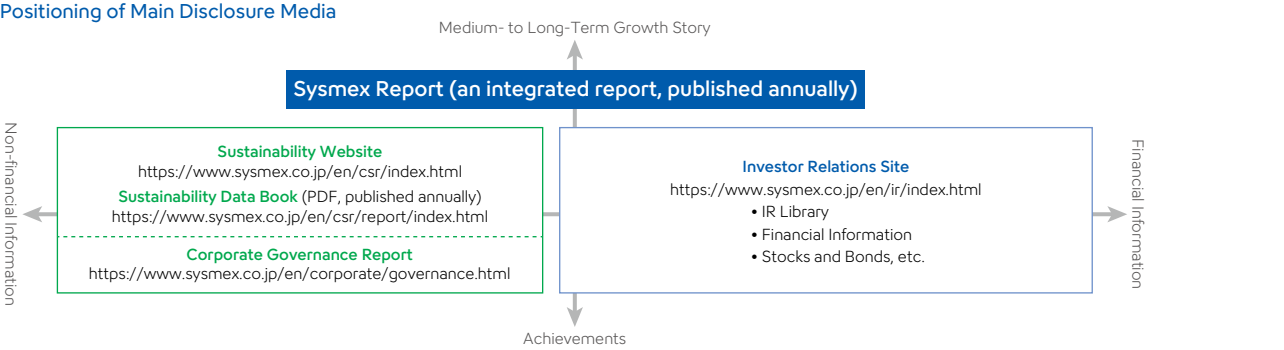 Positioning of Main Disclosure Media
Medium- to Long-Term Growth Story
Sysmex Report (an integrated report, published annually)
Non-financial Information
Sustainability Website
https://www.sysmex.co.jp/en/csr/index.html
Sustainability Data Book (PDF, published annually)
https://www.sysmex.co.jp/en/csr/report/index.html
Corporate Governance Report
https://www.sysmex.co.jp/en/corporate/governance.html
Investor Relations Site
https://www.sysmex.co.jp/en/ir/index.html
• IR Library
• Financial Information
• Stocks and Bonds, etc.
Financial Information
Achievements